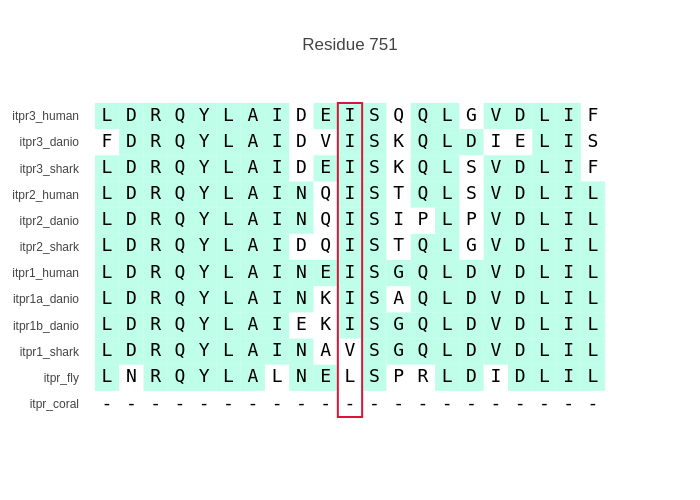 Residue 751
itpr3_human L D R Q Y L A I D E I S Q Q L G V D L I F
itpr3_danio F D R Q Y L A I D V I S K Q L D I E L I S
itpr3_shark L D R Q Y L A I D E I S K Q L S V D L I F
itpr2_human L D R Q Y L A I N Q I S T Q L S V D L I L
itpr2_danio L D R Q Y L A I N Q I S I P L P V D L I L
itpr2_shark L D R Q Y L A I D Q I S T Q L G V D L I L
itpr1_human L D R Q Y L A I N E I S G Q L D V D L I L
itpr1a_danio L D R Q Y L A I N K I S A Q L D V D L I L
itpr1b_danio L D R Q Y L A I E K I S G Q L D V D L I L
itpr1_shark L D R Q Y L A I N A V S G Q L D V D L I L
itpr_fly L N R Q Y L A L N E L S P R L D I D L I L
itpr_coral - - - - - - - - - - - - - - - - - - - - -